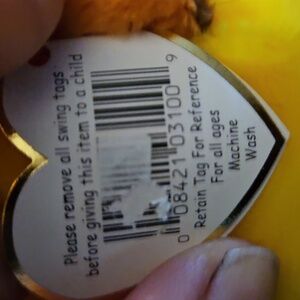 Please remove all swing tags
before giving this item to a child
0 08421 03100 9
Retain Tag For Reference
For all ages
Machine
Wash